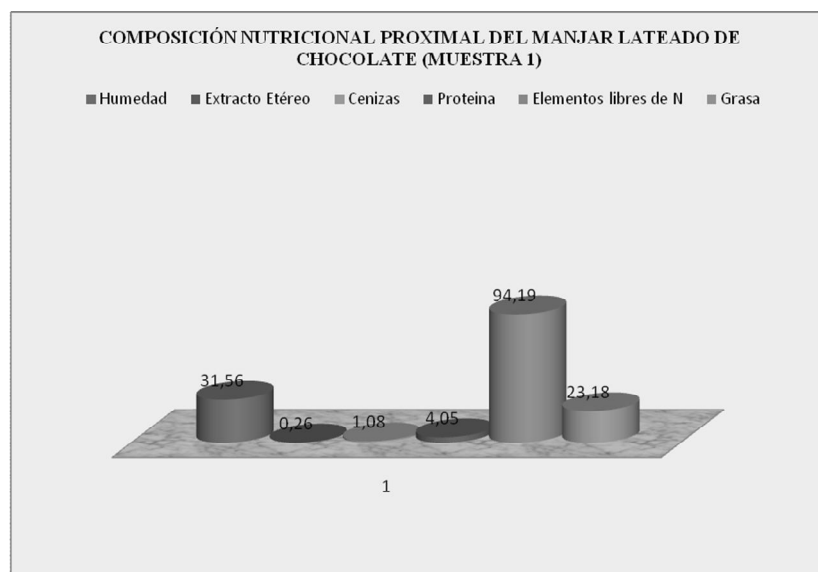 COMPOSICIÓN NUTRICIONAL PROXIMAL DEL MANJAR LATEADO DE
CHOCOLATE (MUESTRA 1)
Humedad Extracto Etéreo Cenizas Proteina Elementos libres de N Grasa
94,19
31,56 0,26 1,08 4,05 23,18
1